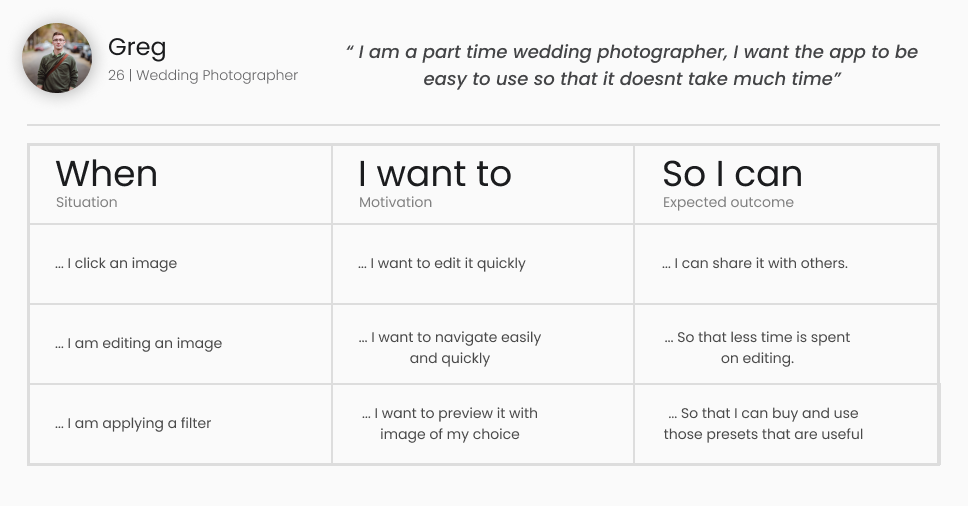 Greg
26 | Wedding Photographer
“ I am a part time wedding photographer, I want the app to be
easy to use so that it doesnt take much time”
When
Situation
I want to
Motivation
So I can
Expected outcome
... I click an image
... I want to edit it quickly
... I can share it with others.
... I am editing an image
... I want to navigate easily
and quickly
... So that less time is spent
on editing.
... I am applying a filter
... I want to preview it with
image of my choice
... So that I can buy and use
those presets that are useful